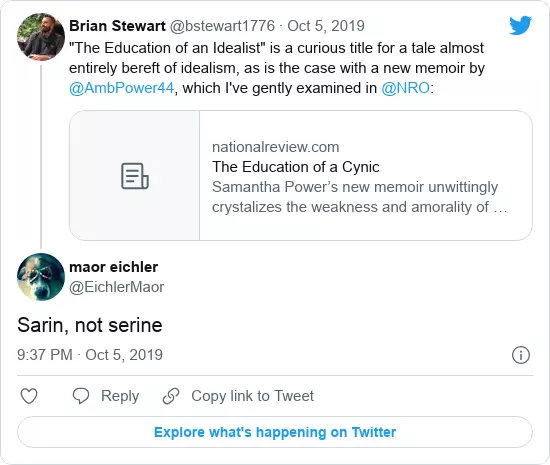 Brian Stewart @bstewart1776 · Oct 5, 2019
"The Education of an Idealist" is a curious title for a tale almost
entirely bereft of idealism, as is the case with a new memoir by
@AmbPower44, which I've gently examined in @NRO:
nationalreview.com
The Education of a Cynic
Samantha Power’s new memoir unwittingly
crystalizes the weakness and amorality of …
maor eichler
@EichlerMaor
Sarin, not serine
9:37 PM · Oct 5, 2019
Reply
Copy link to Tweet
Explore what's happening on Twitter